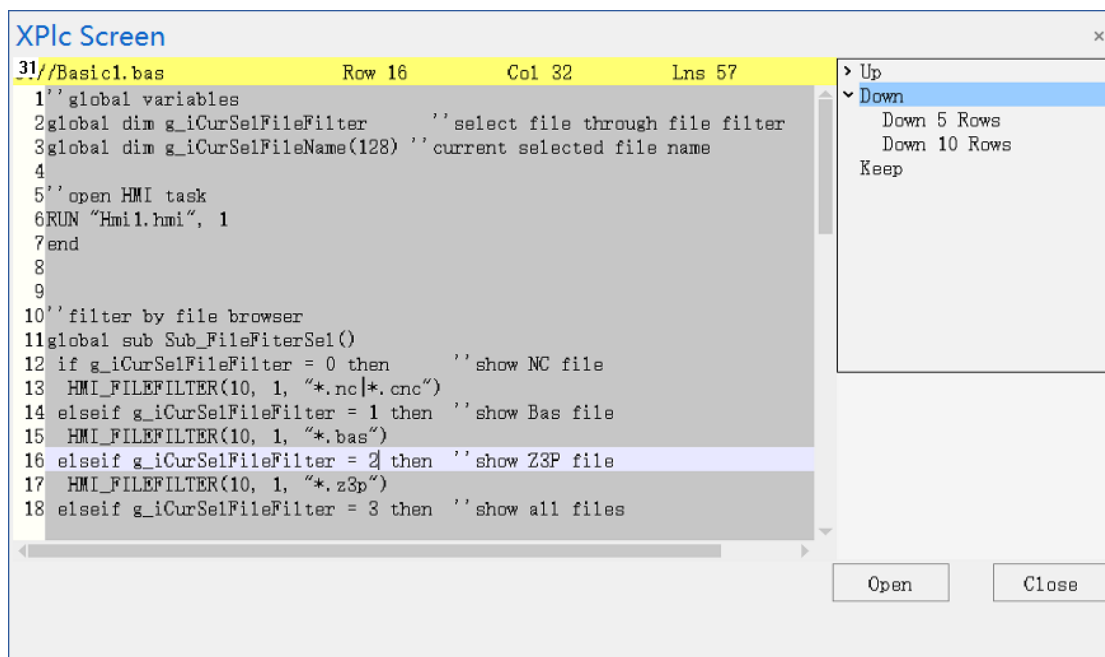 XPlc Screen
×
31//Basic1.bas Row 16 Col 32 Lns 57
1''global variables
2global dim g_iCurSelFileFilter ''select file through file filter
3global dim g_iCurSelFileName(128) ''current selected file name
4
5''open HMI task
6RUN "Hmi1.hmi", 1
7end
8
9
10''filter by file browser
11global sub Sub_FileFiterSel()
12 if g_iCurSelFileFilter = 0 then ''show NC file
13 HMI_FILEFILTER(10, 1, "*.nc|*.cnc")
14 elseif g_iCurSelFileFilter = 1 then ''show Bas file
15 HMI_FILEFILTER(10, 1, "*.bas")
16 elseif g_iCurSelFileFilter = 2 then ''show Z3P file
17 HMI_FILEFILTER(10, 1, "*.z3p")
18 elseif g_iCurSelFileFilter = 3 then ''show all files
Up
Down
Down 5 Rows
Down 10 Rows
Keep
Open
Close